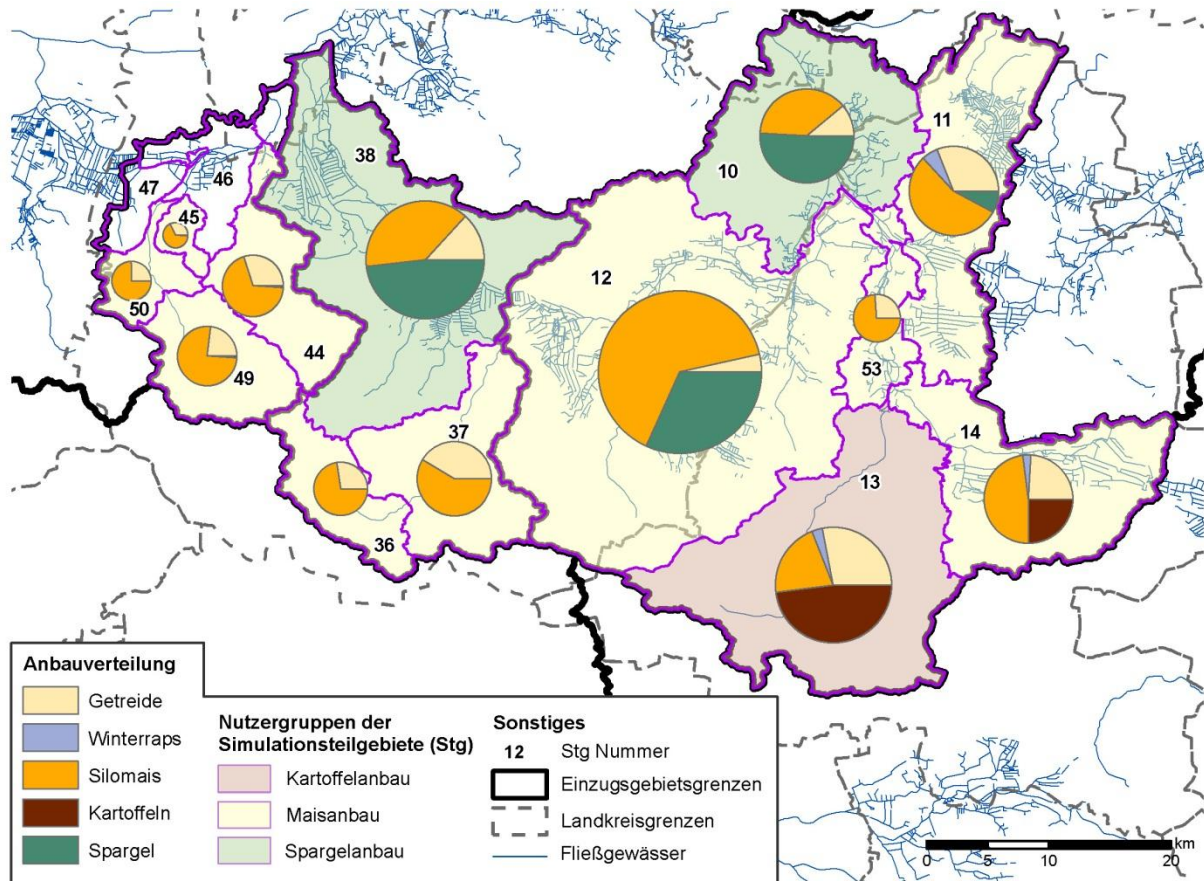 11
38
47
46
10
45
12
50
44
49
53
37
14
13
36
Anbauverteilung
Getreide
Winterraps
Silomais
Kartoffeln
Spargel
Nutzergruppen der
Simulationsteilgebiete (Stg)
Kartoffelanbau
Maisanbau
Spargelanbau
Sonstiges
12 Stg Nummer
Einzugsgebietsgrenzen
Landkreisgrenzen
Fließgewässer
km
0 5 10 20